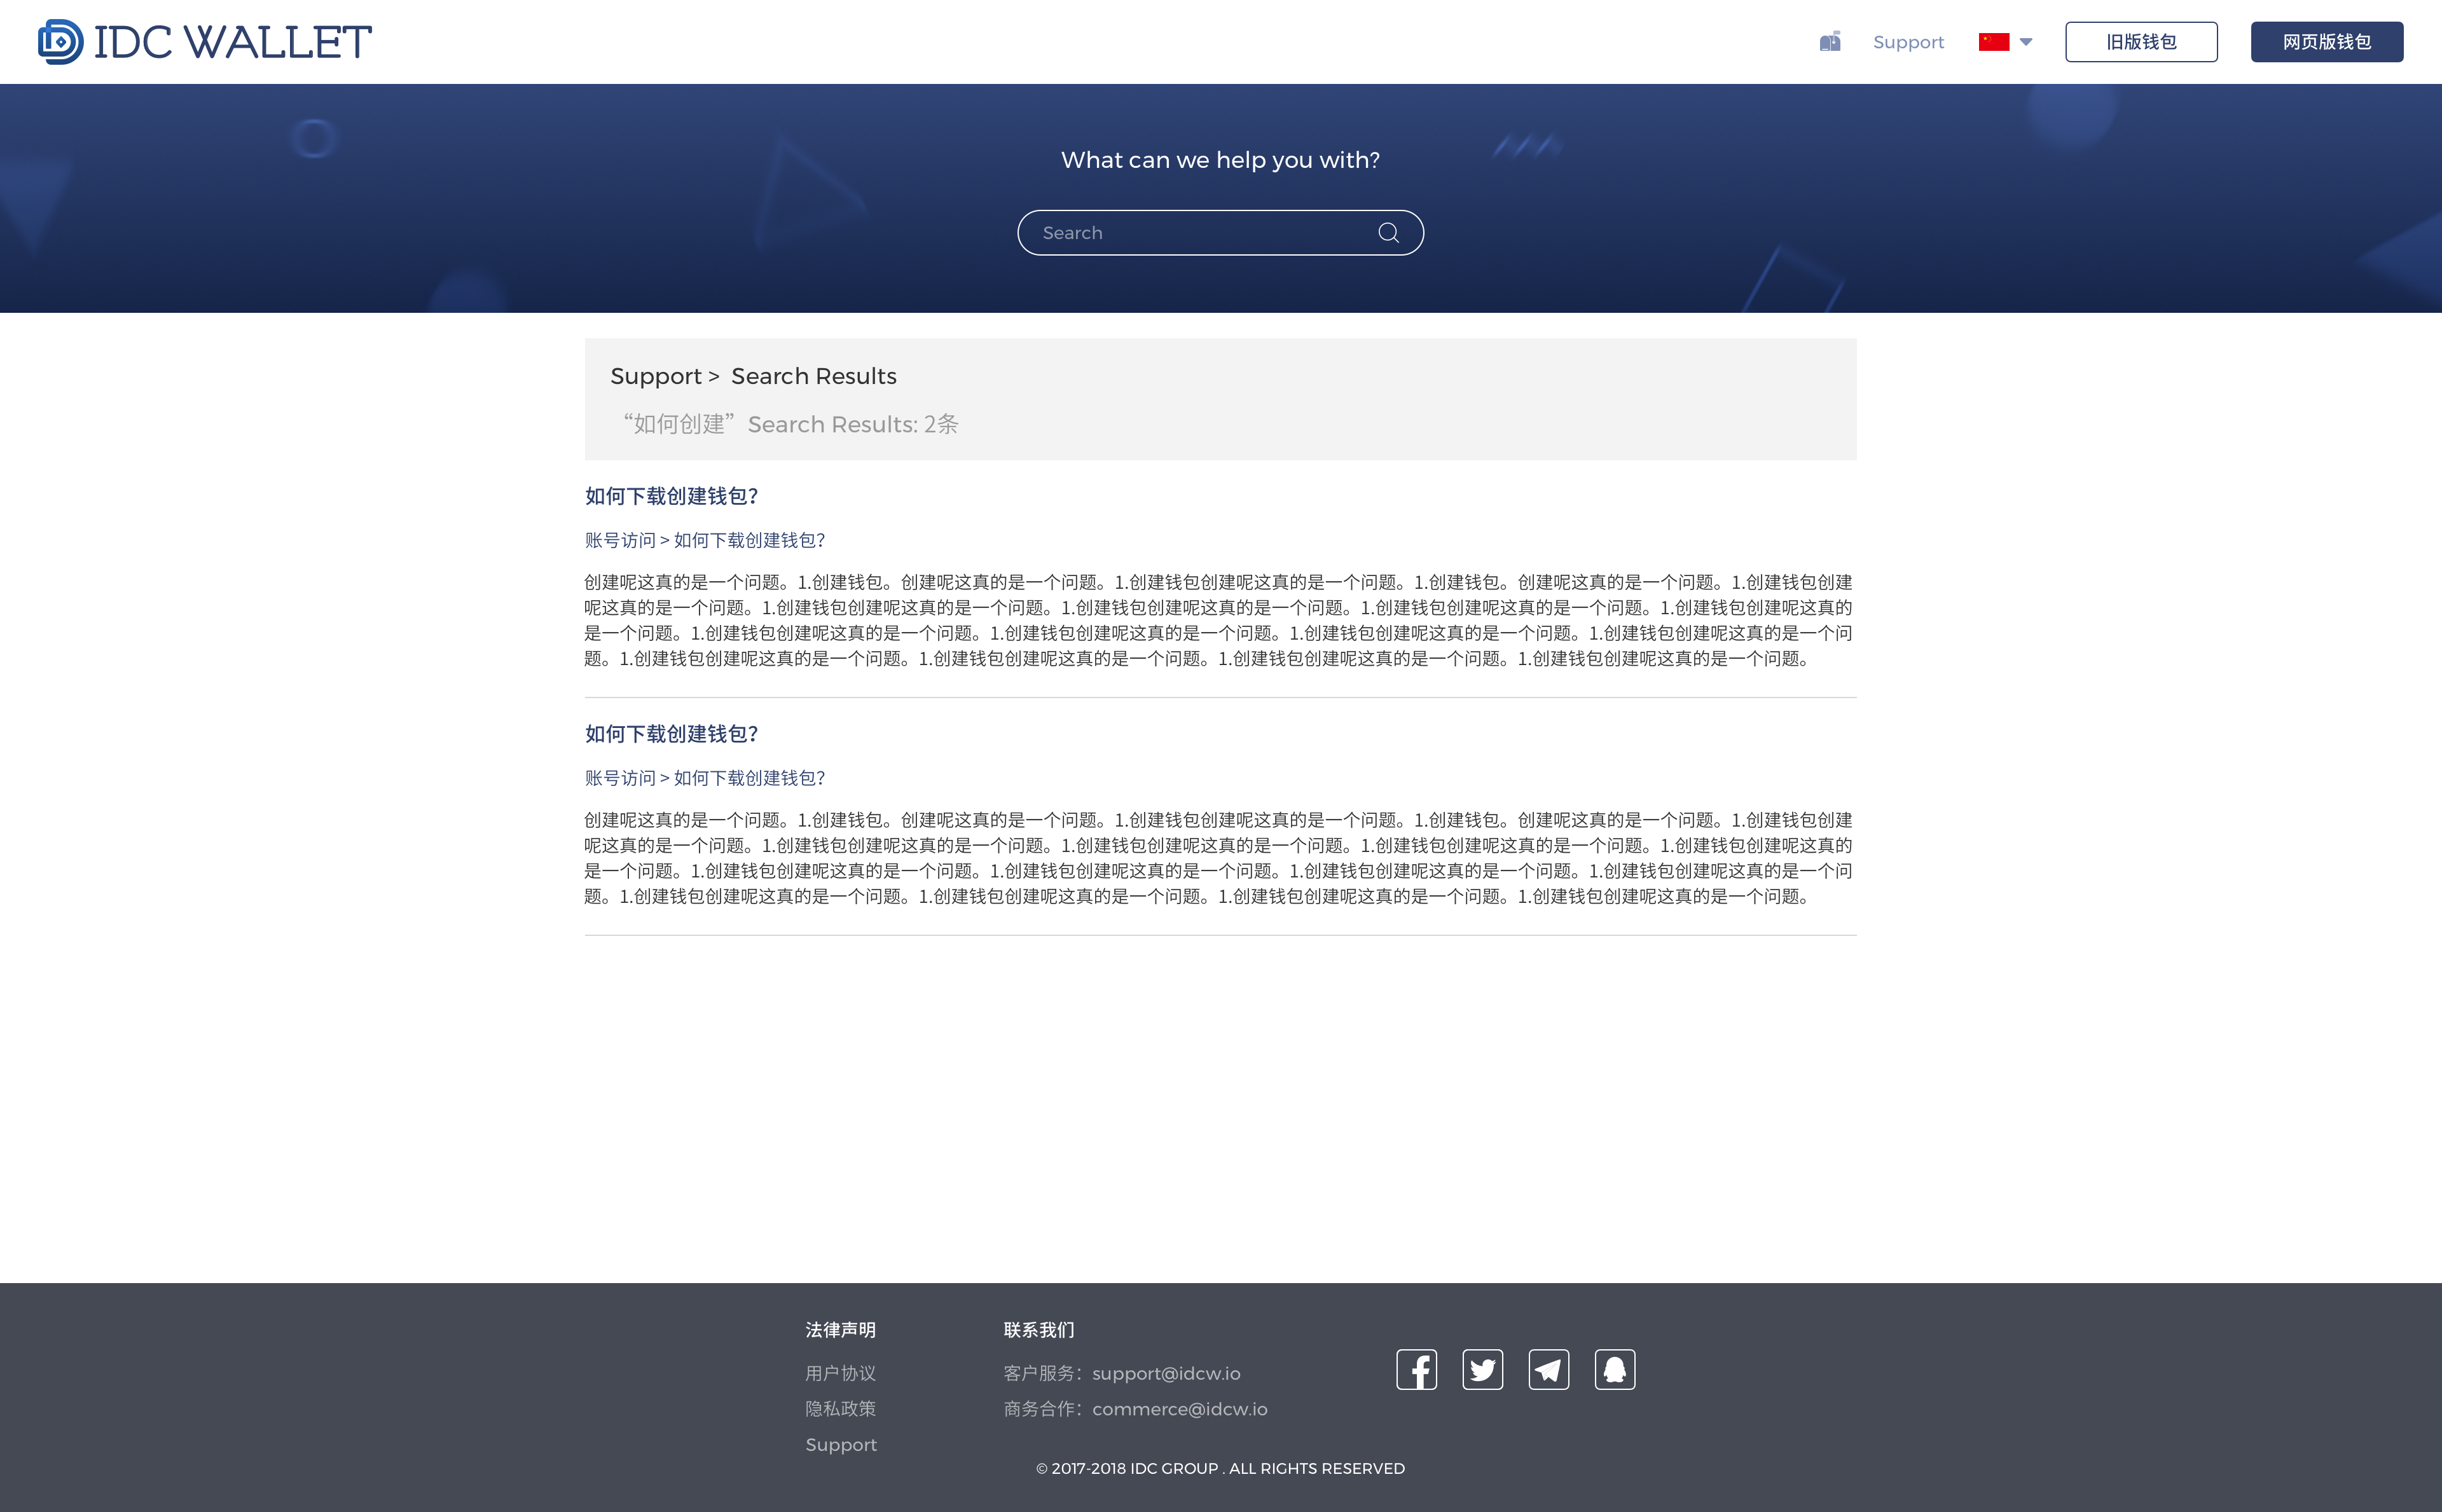 IDC WALLET
Support
旧版钱包
网页版钱包
What can we help you with?
Search
Support > Search Results
“如何创建” Search Results: 2条
如何下载创建钱包?
账号访问 > 如何下载创建钱包?
创建呢这真的是一个问题。1.创建钱包。创建呢这真的是一个问题。1.创建钱包创建呢这真的是一个问题。1.创建钱包。创建呢这真的是一个问题。1.创建钱包创建
呢这真的是一个问题。1.创建钱包创建呢这真的是一个问题。1.创建钱包创建呢这真的是一个问题。1.创建钱包创建呢这真的是一个问题。1.创建钱包创建呢这真的
是一个问题。1.创建钱包创建呢这真的是一个问题。1.创建钱包创建呢这真的是一个问题。1.创建钱包创建呢这真的是一个问题。1.创建钱包创建呢这真的是一个问
题。1.创建钱包创建呢这真的是一个问题。1.创建钱包创建呢这真的是一个问题。1.创建钱包创建呢这真的是一个问题。1.创建钱包创建呢这真的是一个问题。
如何下载创建钱包?
账号访问 > 如何下载创建钱包?
创建呢这真的是一个问题。1.创建钱包。创建呢这真的是一个问题。1.创建钱包创建呢这真的是一个问题。1.创建钱包。创建呢这真的是一个问题。1.创建钱包创建
呢这真的是一个问题。1.创建钱包创建呢这真的是一个问题。1.创建钱包创建呢这真的是一个问题。1.创建钱包创建呢这真的是一个问题。1.创建钱包创建呢这真的
是一个问题。1.创建钱包创建呢这真的是一个问题。1.创建钱包创建呢这真的是一个问题。1.创建钱包创建呢这真的是一个问题。1.创建钱包创建呢这真的是一个问
题。1.创建钱包创建呢这真的是一个问题。1.创建钱包创建呢这真的是一个问题。1.创建钱包创建呢这真的是一个问题。1.创建钱包创建呢这真的是一个问题。
法律声明
用户协议
隐私政策
Support
联系我们
客户服务：support@idcw.io
商务合作：commerce@idcw.io
© 2017-2018 IDC GROUP . ALL RIGHTS RESERVED